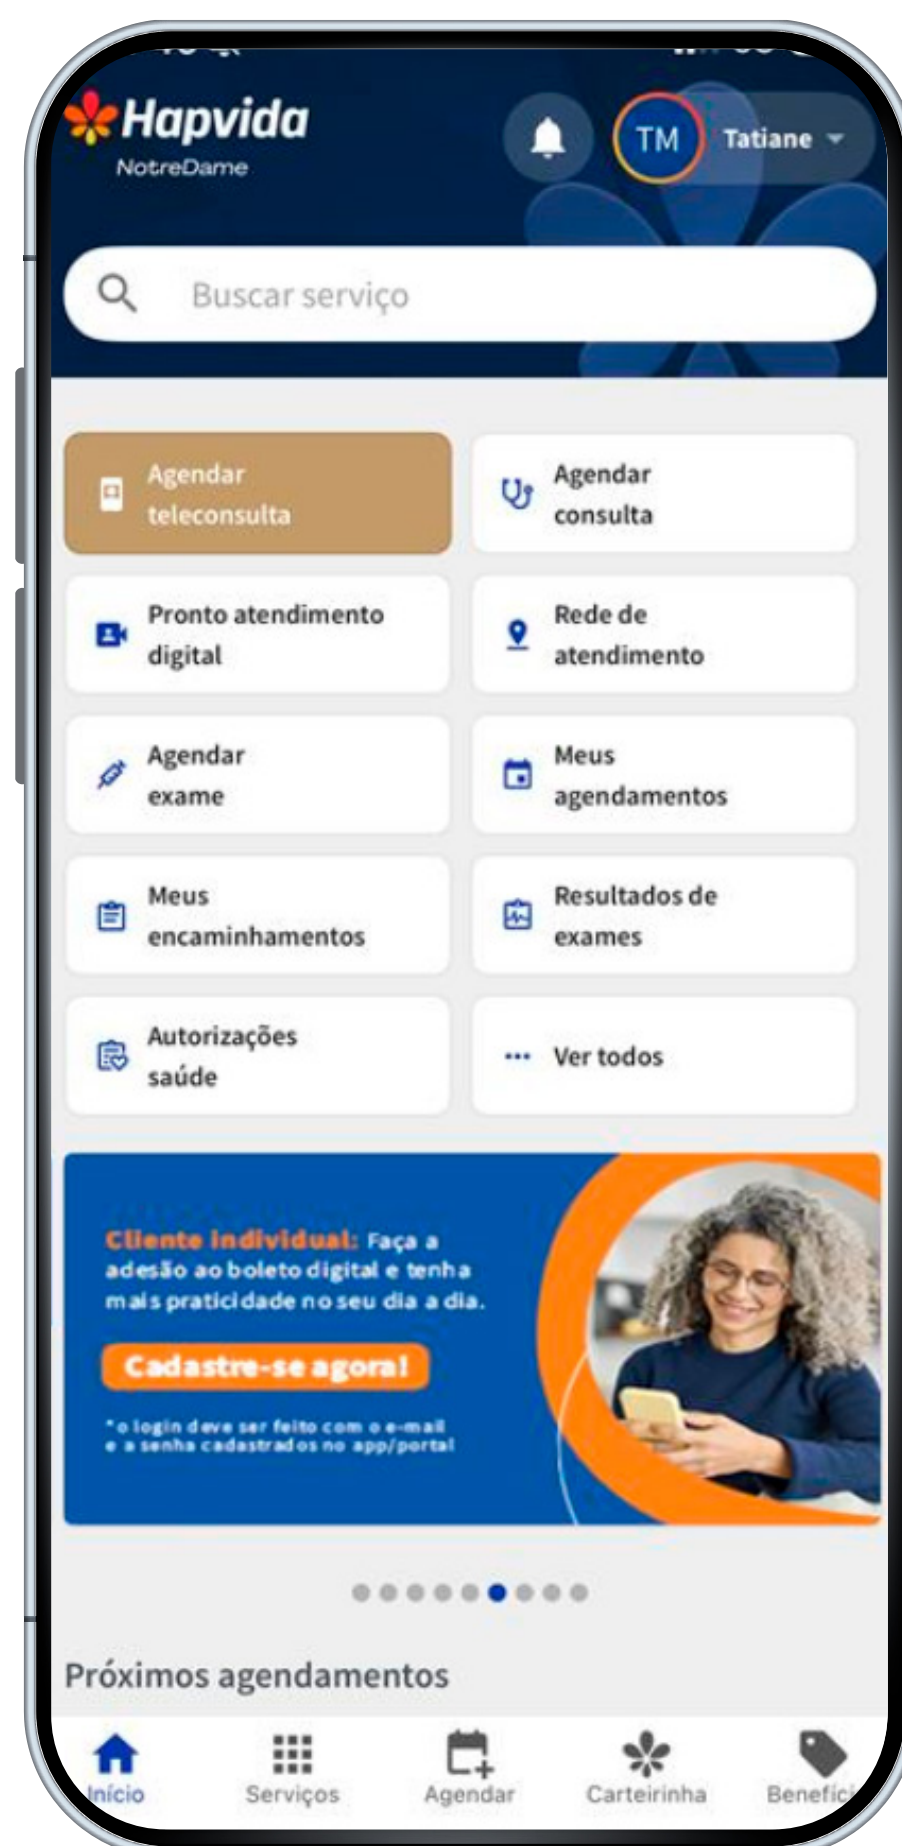 Hapvida
NotreDame
TM
Tatiane
Buscar serviço
Agendar
teleconsulta
Agendar
consulta
Pronto atendimento
digital
Rede de
atendimento
Agendar
exame
Meus
agendamentos
Meus
encaminhamentos
Resultados de
exames
Autorizações
saúde
Ver todos
Cliente individual: Faça a
adesão ao boleto digital e tenha
mais praticidade no seu dia a dia.
Cadastre-se agora!
*o login deve ser feito com o e-mail
e a senha cadastrados no app/portal
Próximos agendamentos
Início
Serviços
Agendar
Carteirinha